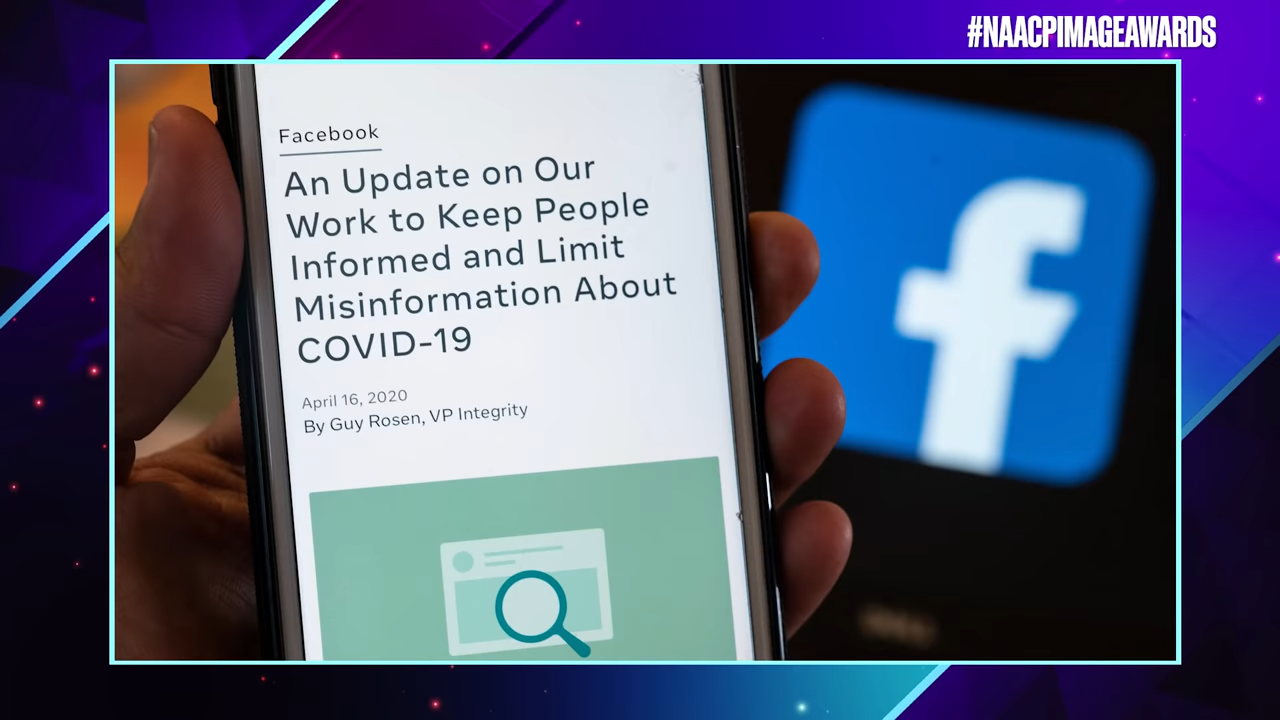 #NAACPIMAGEAWARDS
Facebook
An Update on Our
Work to Keep People
Informed and Limit
Misinformation About
COVID-19
April 16, 2020
By Guy Rosen, VP Integrity